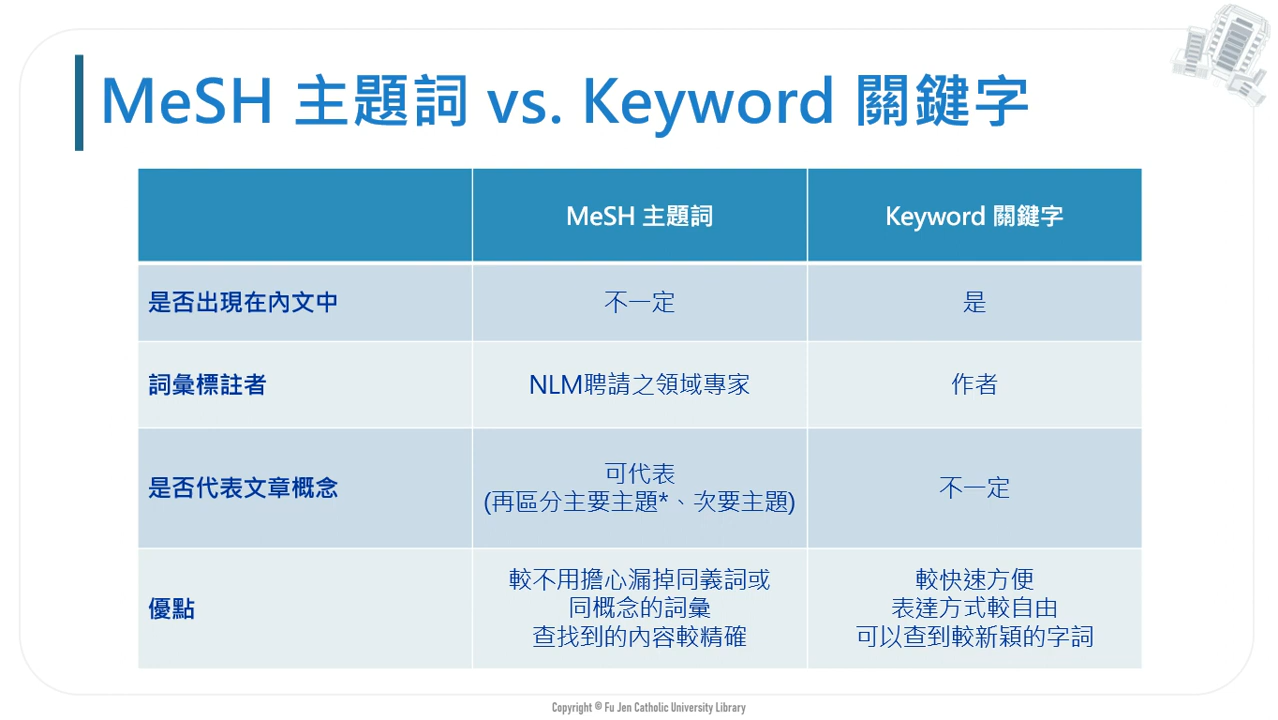 MeSH 主題詞 vs. Keyword 關鍵字
MeSH 主題詞
Keyword 關鍵字
是否出現在內文中
不一定
是
詞彙標註者
NLM聘請之領域專家
作者
是否代表文章概念
可代表
(再區分主要主題*、次要主題)
不一定
優點
較不用擔心漏掉同義詞或
同概念的詞彙
查找到的內容較精確
較快速方便
表達方式較自由
可以查到較新穎的字詞
Copyright © Fu Jen Catholic University Library